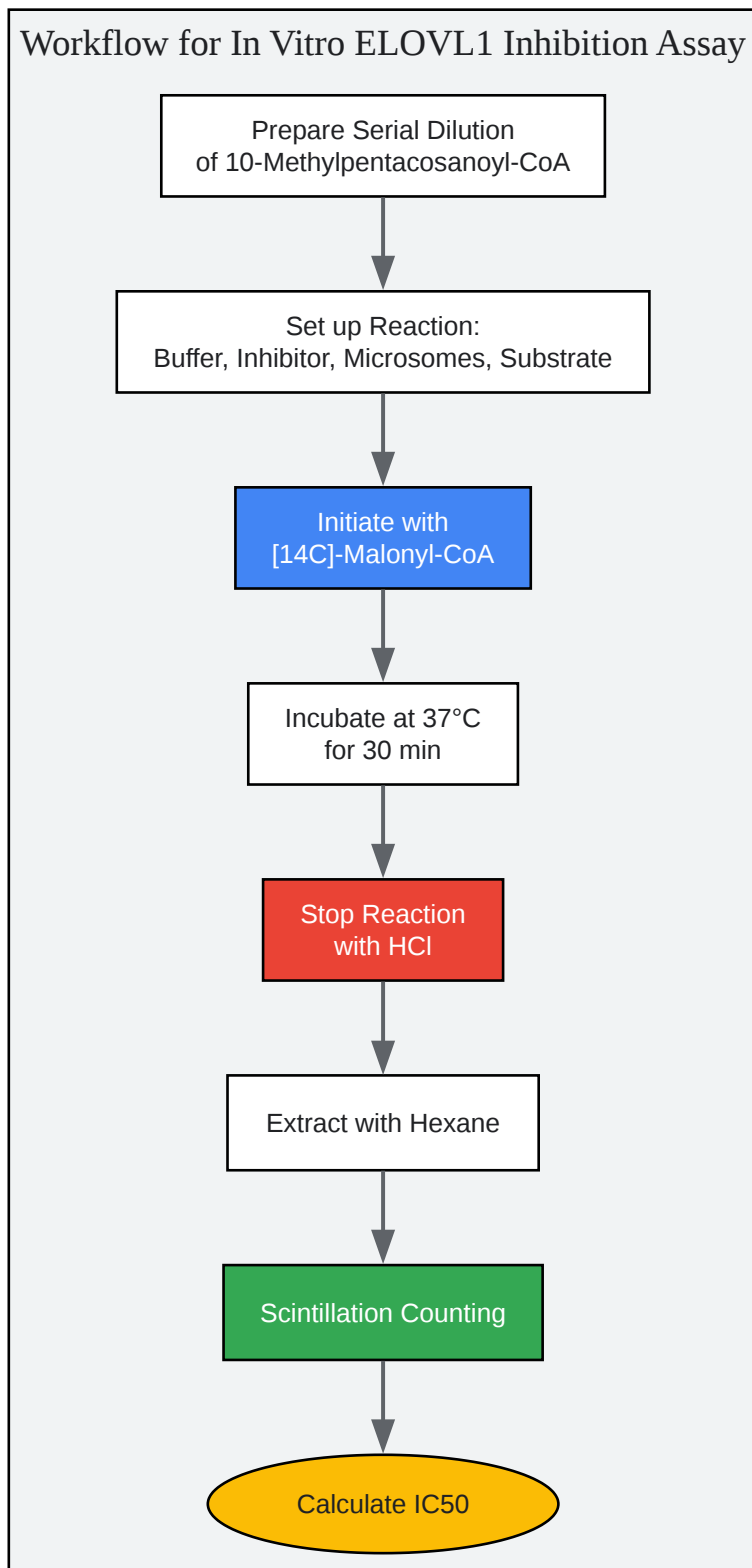 Workflow for In Vitro ELOVL1 Inhibition Assay
Prepare Serial Dilution
of 10-Methylpentacosanoyl-CoA
Set up Reaction:
Buffer, Inhibitor, Microsomes, Substrate
Initiate with
[14C]-Malonyl-CoA
Incubate at 37°C
for 30 min
Stop Reaction
with HCl
Extract with Hexane
Scintillation Counting
Calculate IC50